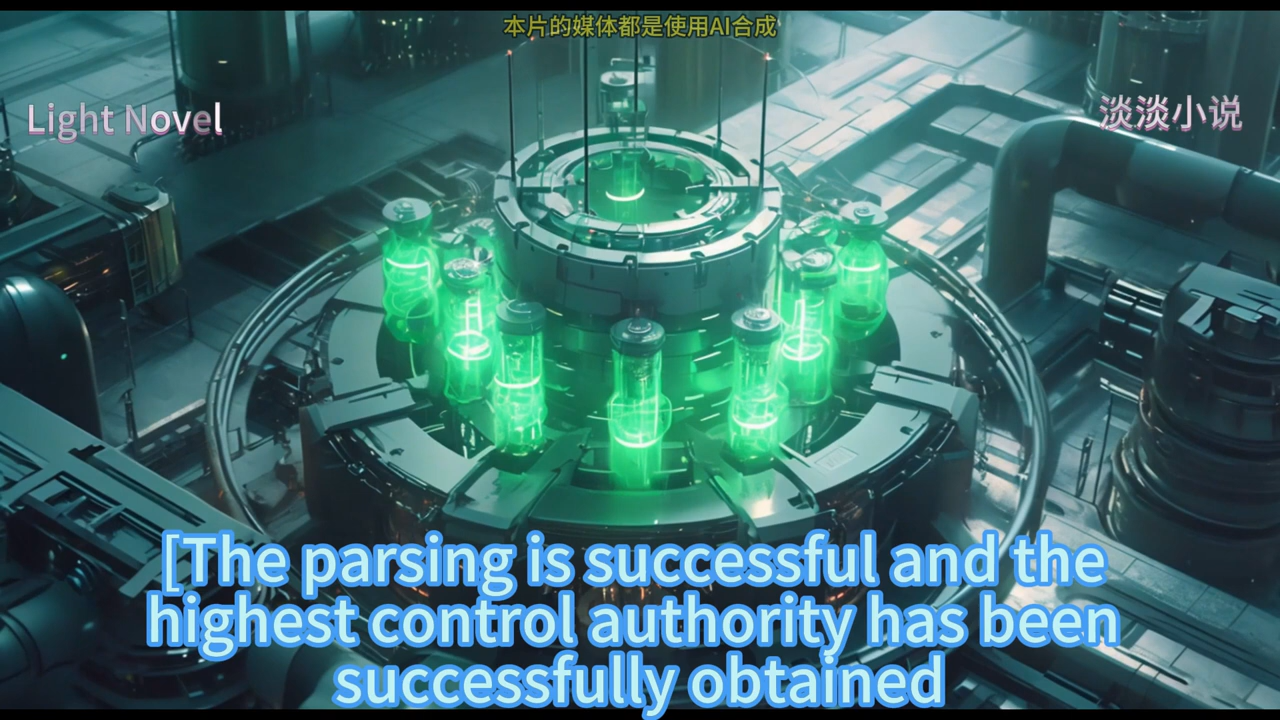 本片的媒体都是使用AI合成
Light Novel
淡淡小说
[The parsing is successful and the
highest control authority has been
successfully obtained